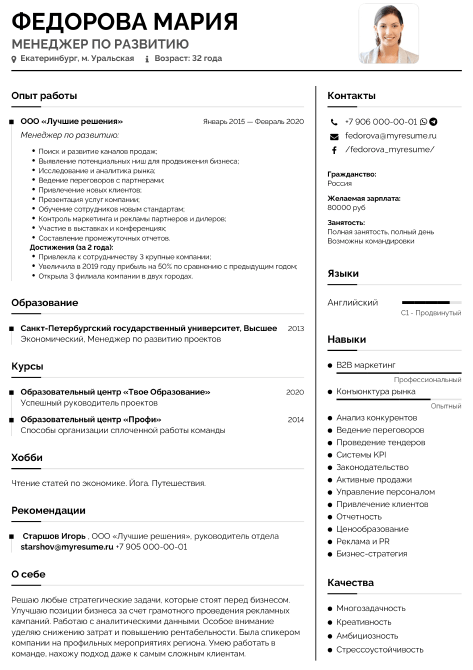 ФЕДОРОВА МАРИЯ
МЕНЕДЖЕР ПО РАЗВИТИЮ
Екатеринбург, м. Уральская Возраст: 32 года
Опыт работы
ООО «Лучшие решения» Январь 2015 — Февраль 2020
Менеджер по развитию:
Поиск и развитие каналов продаж;
Выявление потенциальных ниш для продвижения бизнеса;
Исследование и аналитика рынка;
Ведение переговоров с партнерами;
Привлечение новых клиентов;
Презентация услуг компании;
Обучение сотрудников новым стандартам;
Контроль маркетинга и рекламы партнеров и дилеров;
Участие в выставках и конференциях;
Составление промежуточных отчетов.
Достижения (за 2 года):
Привлекла к сотрудничеству 3 крупные компании;
Увеличила в 2019 году прибыль на 50% по сравнению с предыдущим годом;
Открыла 3 филиала компании в двух городах.
Образование
Санкт-Петербургский государственный университет, Высшее 2013
Экономический, Менеджер по развитию проектов
Курсы
Образовательный центр «Твое Образование» 2020
Успешный руководитель проектов
Образовательный центр «Профи» 2014
Способы организации сплоченной работы команды
Хобби
Чтение статей по экономике. Йога. Путешествия.
Рекомендации
Старшов Игорь , ООО «Лучшие решения», руководитель отдела
starshov@myresume.ru +7 905 000-00-01
О себе
Решаю любые стратегические задачи, которые стоят перед бизнесом.
Улучшаю позиции бизнеса за счет грамотного проведения рекламных
кампаний. Работаю с аналитическими данными. Особое внимание
уделяю снижению затрат и повышению рентабельности. Была спикером
компании на профильных мероприятиях региона. Умею работать в
команде, нахожу подход даже к самым сложным клиентам.
Контакты
+7 906 000-00-01
fedorova@myresume.ru
/fedorova_myresume/
Гражданство:
Россия
Желаемая зарплата:
80000 руб
Занятость:
Полная занятость, полный день
Возможны командировки
Языки
Английский
C1 - Продвинутый
Навыки
B2B маркетинг
Профессиональный
Конъюнктура рынка
Опытный
Анализ конкурентов
Ведение переговоров
Проведение тендеров
Системы KPI
Законодательство
Активные продажи
Управление персоналом
Привлечение клиентов
Отчетность
Ценообразование
Реклама и PR
Бизнес-стратегия
Качества
Многозадачность
Креативность
Амбициозность
Стрессоустойчивость